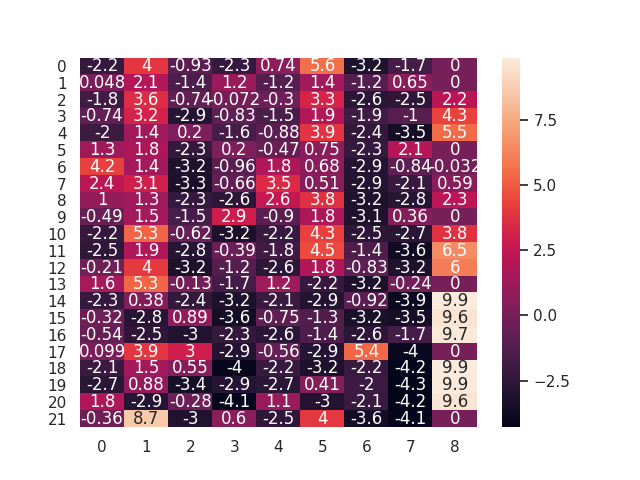 0 -2.2 4 -0.93 -2.3 0.74 5.6 -3.2 -1.7 0
1 0.048 2.1 -1.4 1.2 -1.2 1.4 -1.2 0.65 0
2 -1.8 3.6 -0.74 -0.072 -0.3 3.3 -2.6 -2.5 2.2
3 -0.74 3.2 -2.9 -0.83 -1.5 1.9 -1.9 -1 4.3
4 -2 1.4 0.2 -1.6 -0.88 3.9 -2.4 -3.5 5.5
5 1.3 1.8 -2.3 0.2 -0.47 0.75 -2.3 2.1 0
6 4.2 1.4 -3.2 -0.96 1.8 0.68 -2.9 -0.84 -0.032
7 2.4 3.1 -3.3 -0.66 3.5 0.51 -2.9 -2.1 0.59
8 1 1.3 -2.3 -2.6 2.6 3.8 -3.2 -2.8 2.3
9 -0.49 1.5 -1.5 2.9 -0.9 1.8 -3.1 0.36 0
10 -2.2 5.3 -0.62 -3.2 -2.2 4.3 -2.5 -2.7 3.8
11 -2.5 1.9 -2.8 -0.39 -1.8 4.5 -1.4 -3.6 6.5
12 -0.21 4 -3.2 -1.2 -2.6 1.8 -0.83 -3.2 6
13 1.6 5.3 -0.13 -1.7 1.2 -2.2 -3.2 -0.24 0
14 -2.3 0.38 -2.4 -3.2 -2.1 -2.9 -0.92 -3.9 9.9
15 -0.32 -2.8 0.89 -3.6 -0.75 -1.3 -3.2 -3.5 9.6
16 -0.54 -2.5 -3 -2.3 -2.6 -1.4 -2.6 -1.7 9.7
17 0.099 3.9 3 -2.9 -0.56 -2.9 5.4 -4 0
18 -2.1 1.5 0.55 -4 -2.2 -3.2 -2.2 -4.2 9.9
19 -2.7 0.88 -3.4 -2.9 -2.7 0.41 -2 -4.3 9.9
20 1.8 -2.9 -0.28 -4.1 1.1 -3 -2.1 -4.2 9.6
21 -0.36 8.7 -3 0.6 -2.5 4 -3.6 -4.1 0
0 1 2 3 4 5 6 7 8
7.5
5.0
2.5
0.0
−2.5